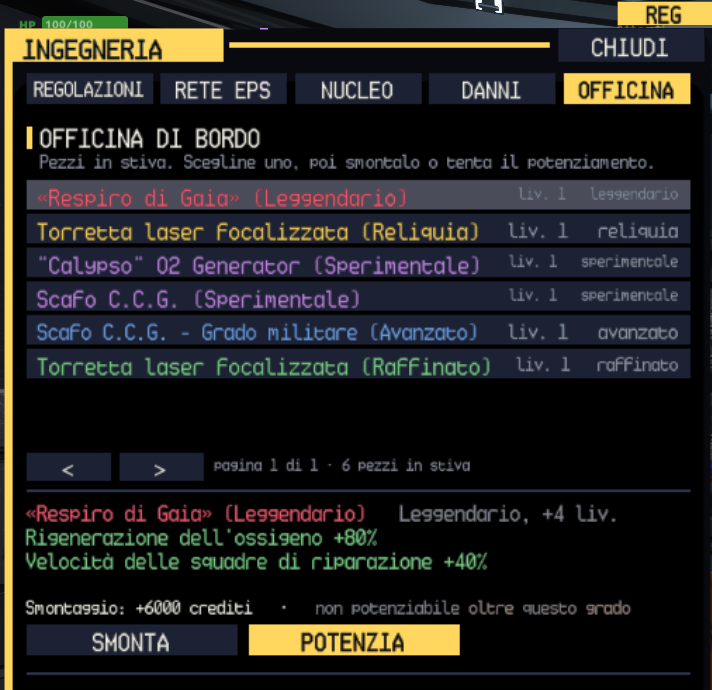 HP 100/100
REG
INGEGNERIA
CHIUDI
REGOLAZIONI RETE EPS NUCLEO DANNI OFFICINA
OFFICINA DI BORDO
Pezzi in stiva. Scegline uno, poi smontalo o tenta il potenziamento.
«Respiro di Gaia» (Leggendario) liv. 1 leggendario
Torretta laser focalizzata (Reliquia) liv. 1 reliquia
"Calypso" O2 Generator (Sperimentale) liv. 1 sperimentale
Scafo C.C.G. (Sperimentale) liv. 1 sperimentale
Scafo C.C.G. - Grado militare (Avanzato) liv. 1 avanzato
Torretta laser focalizzata (Raffinato) liv. 1 raffinato
< > pagina 1 di 1 · 6 pezzi in stiva
«Respiro di Gaia» (Leggendario) Leggendario, +4 liv.
Rigenerazione dell'ossigeno +80%
Velocità delle squadre di riparazione +40%
Smontaggio: +6000 crediti · non potenziabile oltre questo grado
SMONTA POTENZIA